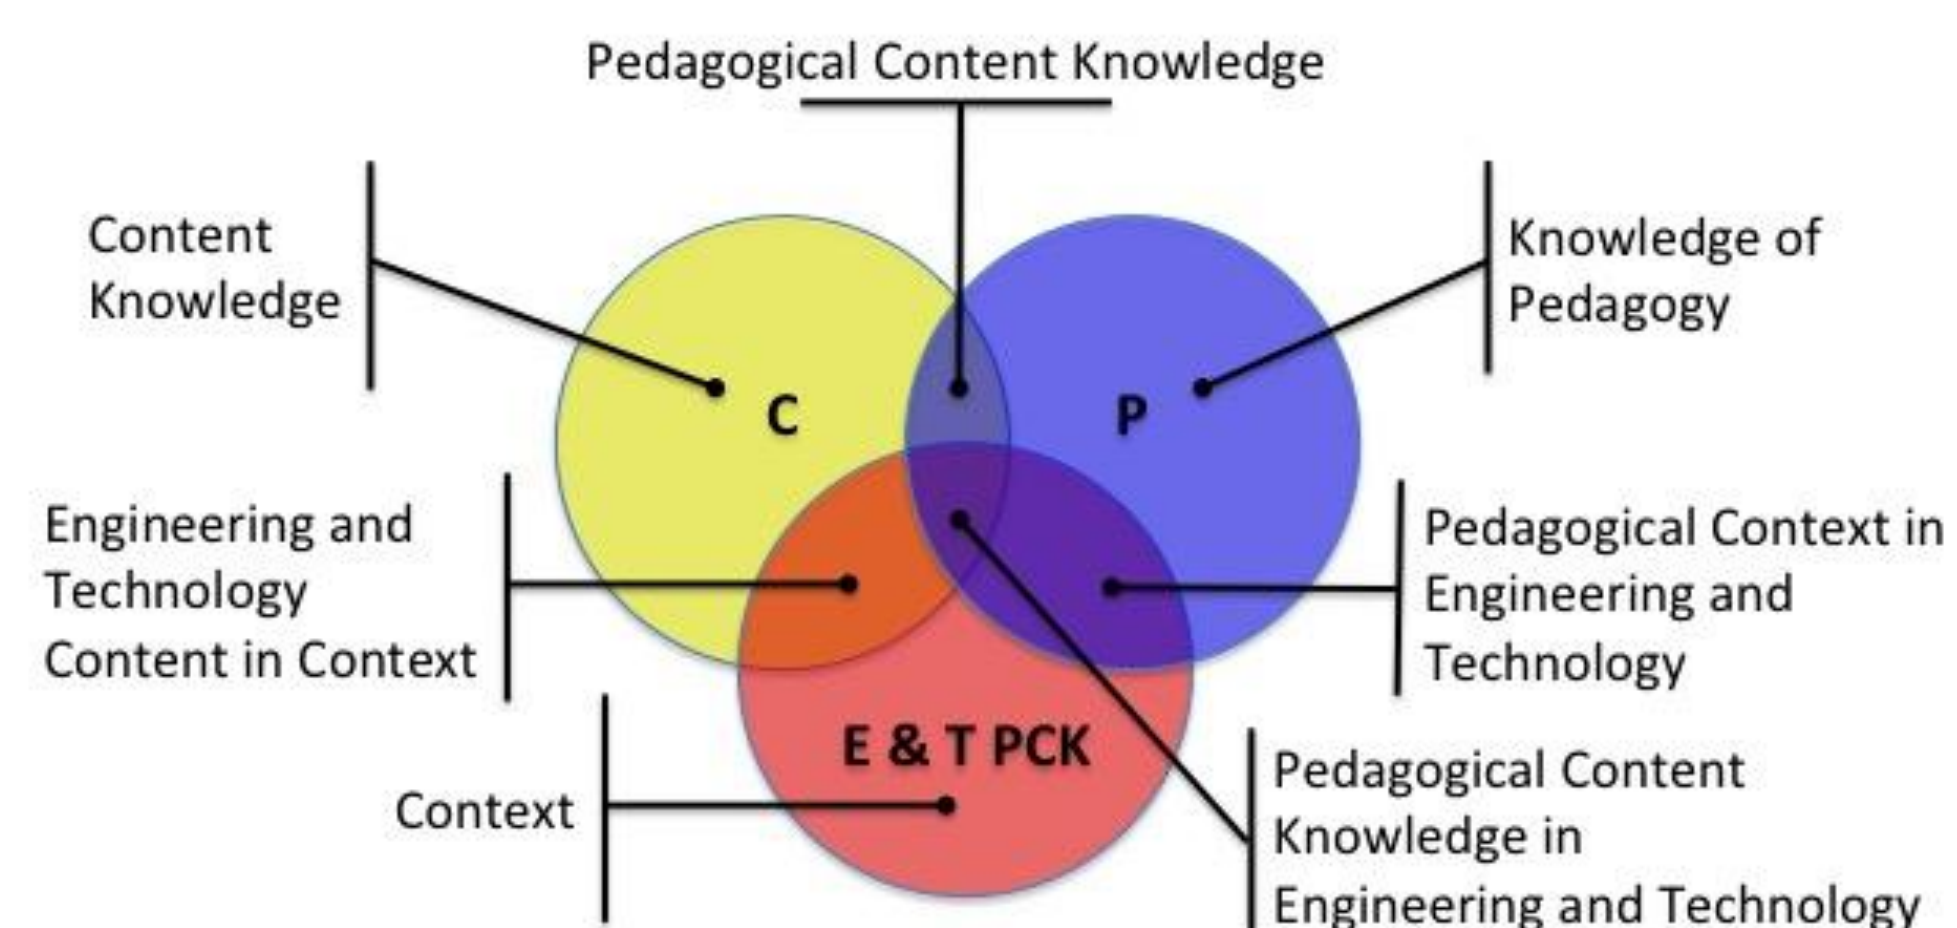 Pedagogical Content Knowledge
Content
Knowledge
Knowledge of
Pedagogy
C
P
Engineering and
Technology
Content in Context
Pedagogical Context in
Engineering and
Technology
E & T PCK
Context
Pedagogical Content
Knowledge in
Engineering and Technology